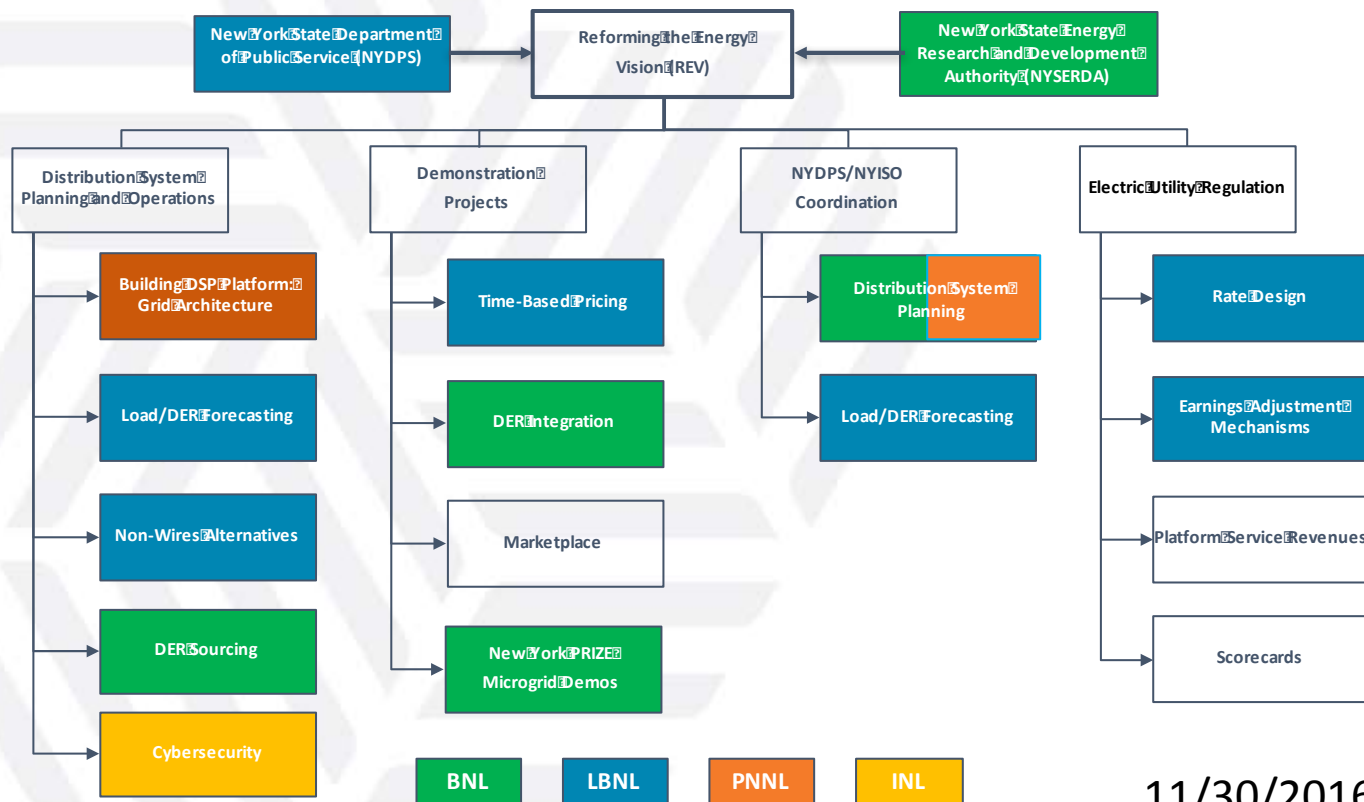 New York State Department
of Public Service (NYDPS)
Reforming the Energy
Vision (REV)
New York State Energy
Research and Development
Authority (NYSERDA)
Distribution System
Planning and Operations
Demonstration
Projects
NYDPS/NYISO
Coordination
Electric Utility Regulation
Building DSP Platform:
Grid Architecture
Time-Based Pricing
Distribution System
Planning
Rate Design
Load/DER Forecasting
DER Integration
Load/DER Forecasting
Earnings Adjustment
Mechanisms
Non-Wires Alternatives
Marketplace
Platform Service Revenues
DER Sourcing
New York PRIZE
Microgrid Demos
Scorecards
Cybersecurity
BNL
LBNL
PNNL
INL
11/30/2016